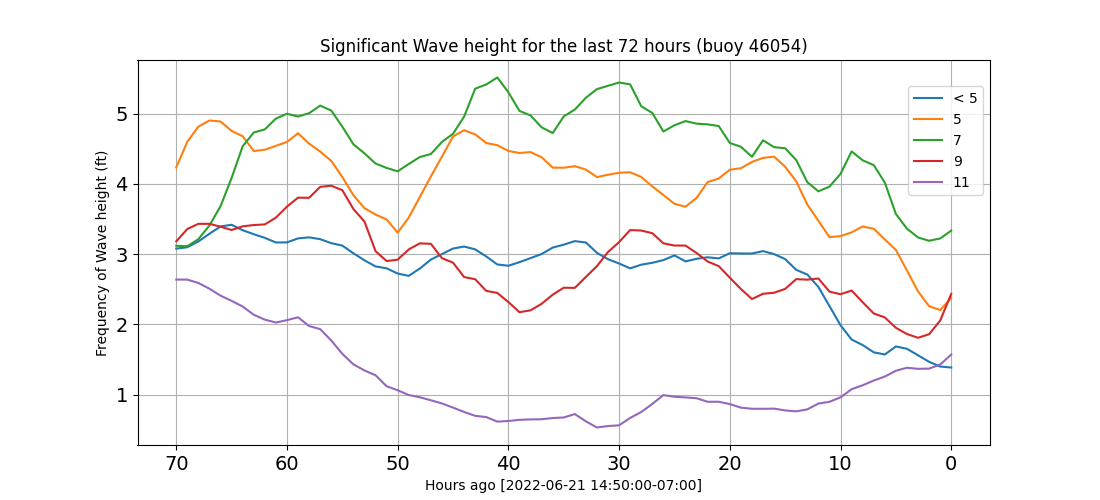 Significant Wave height for the last 72 hours (buoy 46054)
Frequency of Wave height (ft)
5
4
3
2
1
< 5
5
7
9
11
70 60 50 40 30 20 10 0
Hours ago [2022-06-21 14:50:00-07:00]